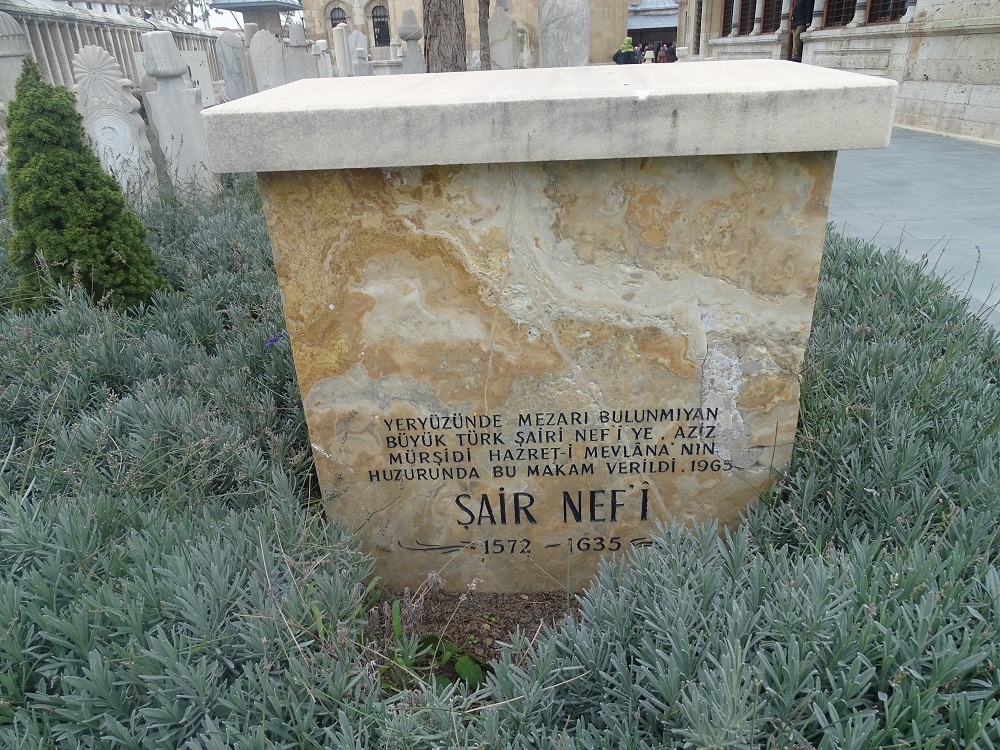 YERYÜZÜNDE MEZARI BULUNMIYAN
BÜYÜK TÜRK ŞAİRİ NEF'İ YE, AZİZ
MÜRŞİDİ HAZRET-İ MEVLÂNA'NIN
HUZURUNDA BU MAKAM VERİLDİ. 1965
ŞAİR NEF'Î
1572 – 1635